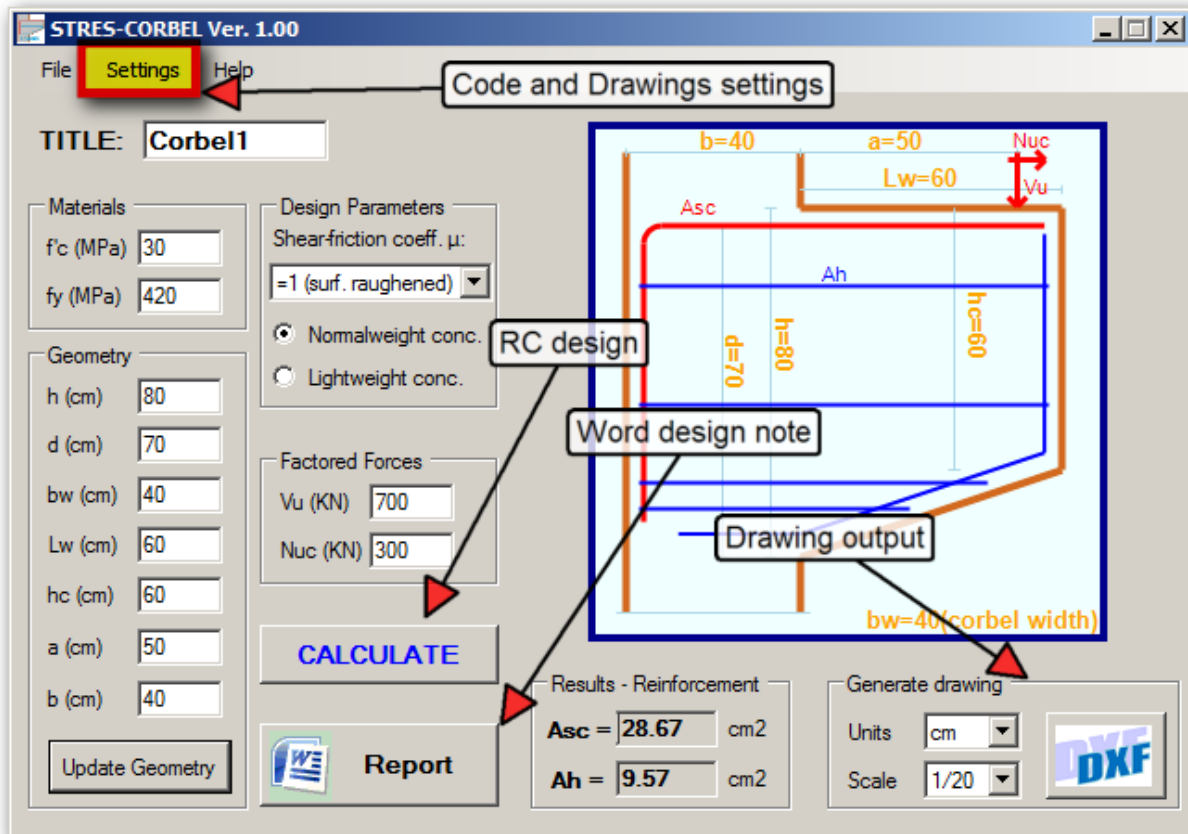 STRES-CORBEL Ver. 1.00
File Settings Help
Code and Drawings settings
TITLE: Corbel1
Materials
f'c (MPa) 30
fy (MPa) 420
Geometry
h (cm) 80
d (cm) 70
bw (cm) 40
Lw (cm) 60
hc (cm) 60
a (cm) 50
b (cm) 40
Update Geometry
Design Parameters
Shear-friction coeff. µ:
=1 (surf. raughened)
Normalweight conc.
Lightweight conc.
RC design
Factored Forces
Vu (KN) 700
Nuc (KN) 300
Word design note
CALCULATE
Report
b=40
a=50
Nuc
Lw=60
Vu
Asc
Ah
d=70
h=80
hc=60
Drawing output
bw=40(corbel width)
Results - Reinforcement
Asc = 28.67 cm2
Ah = 9.57 cm2
Generate drawing
Units cm
Scale 1/20
DXF